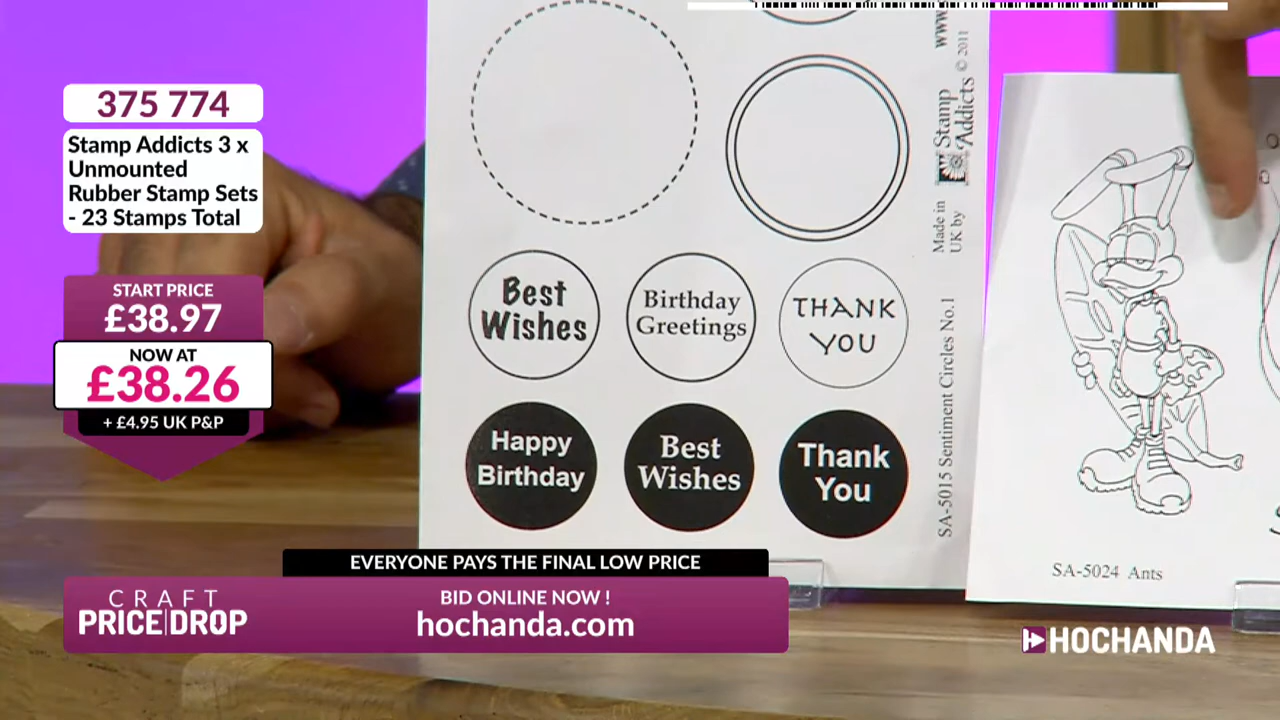 375 774
Stamp Addicts 3 x
Unmounted
Rubber Stamp Sets
- 23 Stamps Total
START PRICE
£38.97
NOW AT
£38.26
+ £4.95 UK P&P
Best
Wishes
Birthday
Greetings
THANK
YOU
Happy
Birthday
Best
Wishes
Thank
You
SA-5015 Sentiment Circles No.1
Made in
UK by
Stamp
Addicts © 2011
www.
SA-5024 Ants
EVERYONE PAYS THE FINAL LOW PRICE
CRAFT
PRICE DROP
BID ONLINE NOW !
hochanda.com
HOCHANDA